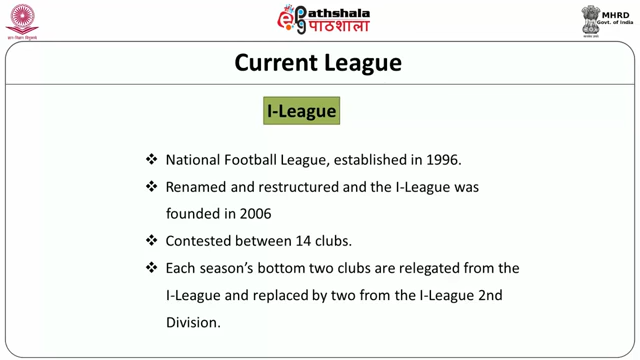 Pathshala
पाठशाला
MHRD
Govt. of India
Current League
I-League
❖ National Football League, established in 1996.
❖ Renamed and restructured and the I-League was
founded in 2006
❖ Contested between 14 clubs.
❖ Each season's bottom two clubs are relegated from the
I-League and replaced by two from the I-League 2nd
Division.